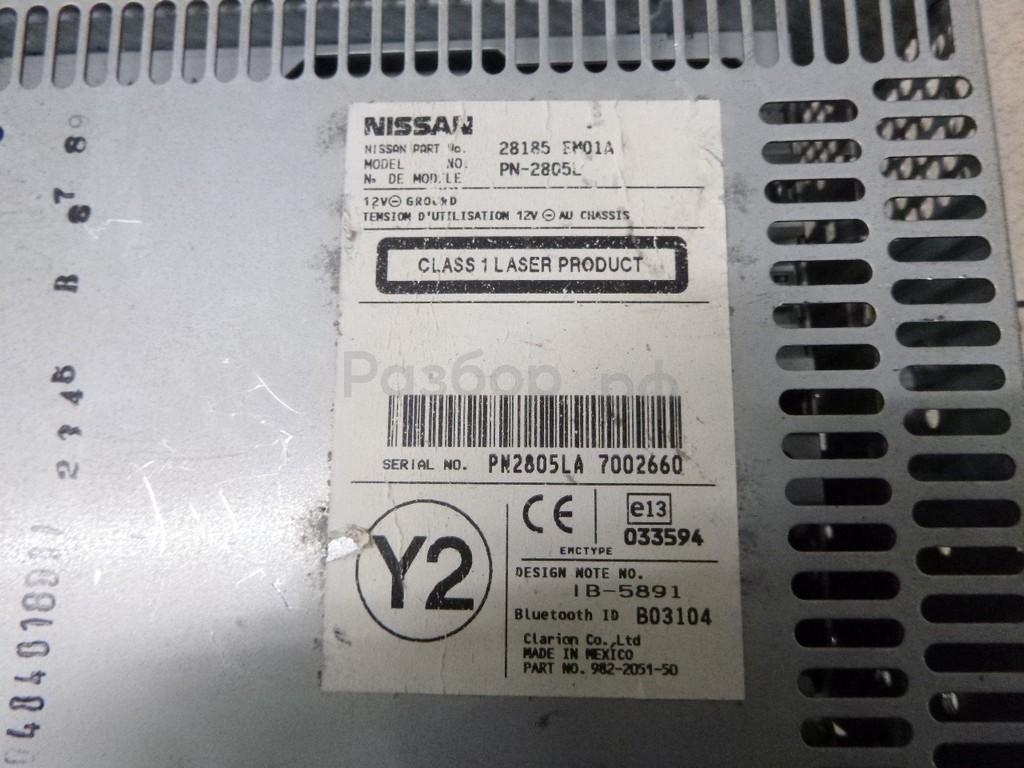 NISSAN
NISSAN PART No. 28185 EM01A
MODEL NO. PN-2805L
No DE MODELE
12V⊖ GROUND
TENSION D'UTILISATION 12V ⊖ AU CHASSIS
CLASS 1 LASER PRODUCT
Разбор.рф
SERIAL NO. PN2805LA 7002660
Y2
CE
e13
033594
EMCTYPE
DESIGN NOTE NO.
IB-5891
Bluetooth ID B03104
Clarion Co.,Ltd
MADE IN MEXICO
PART NO. 982-2051-50